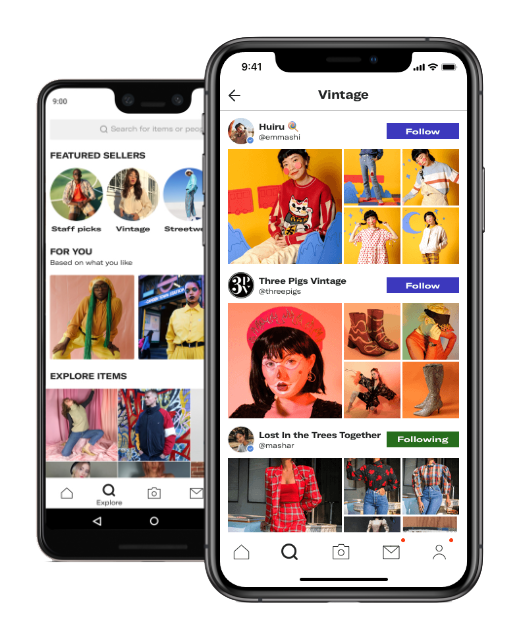 9:00
Search for items or peop
FEATURED SELLERS
Staff picks
Vintage
Streetw
FOR YOU
Based on what you like
EXPLORE ITEMS
Explore
9:41
Vintage
Huiru
@emmashi
Follow
Three Pigs Vintage
@threepigs
Follow
Lost In the Trees Together
@mashar
Following